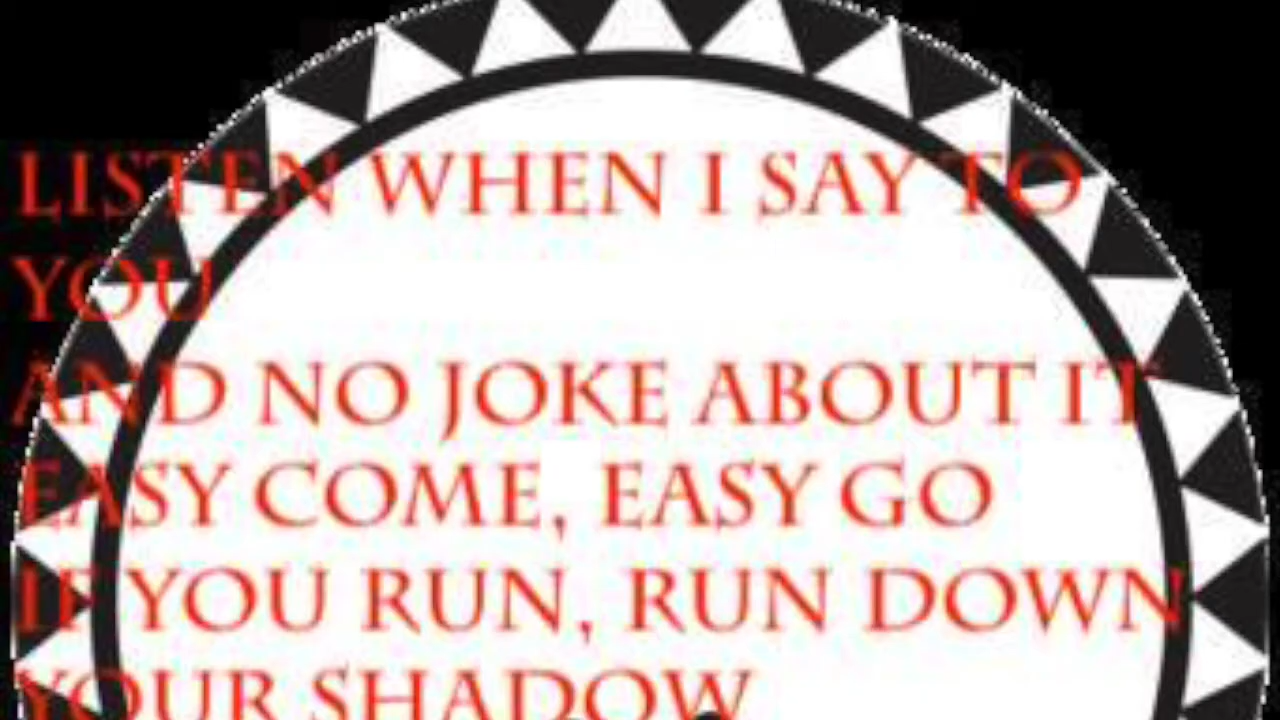 LISTEN WHEN I SAY TO
YOU
AND NO JOKE ABOUT IT
EASY COME, EASY GO
IF YOU RUN, RUN DOWN
YOUR SHADOW